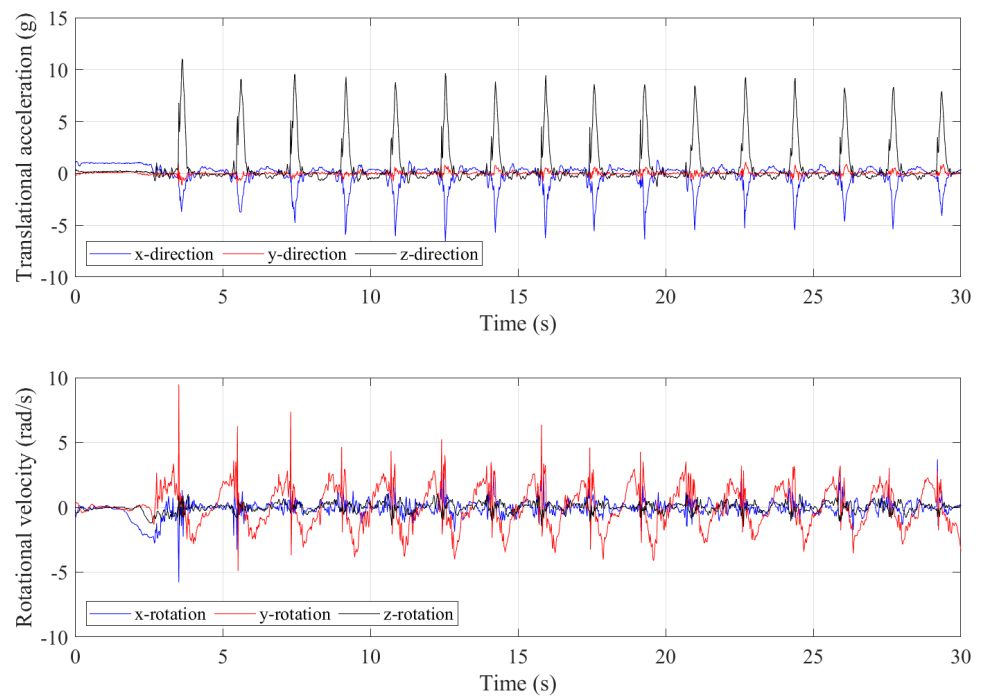 Translational acceleration (g)
15
10
5
0
-5
-10
x-direction y-direction z-direction
0 5 10 15 20 25 30
Time (s)
Rotational velocity (rad/s)
10
5
0
-5
-10
x-rotation y-rotation z-rotation
0 5 10 15 20 25 30
Time (s)